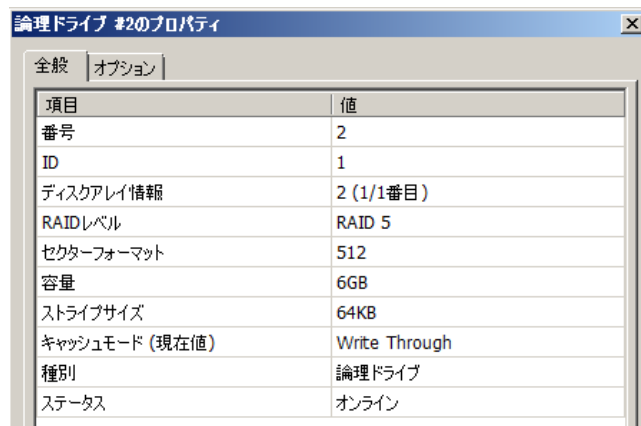 論理ドライブ #2のプロパティ
全般 オプション
項目 値
番号 2
ID 1
ディスクアレイ情報 2 (1/1番目)
RAIDレベル RAID 5
セクターフォーマット 512
容量 6GB
ストライプサイズ 64KB
キャッシュモード (現在値) Write Through
種別 論理ドライブ
ステータス オンライン